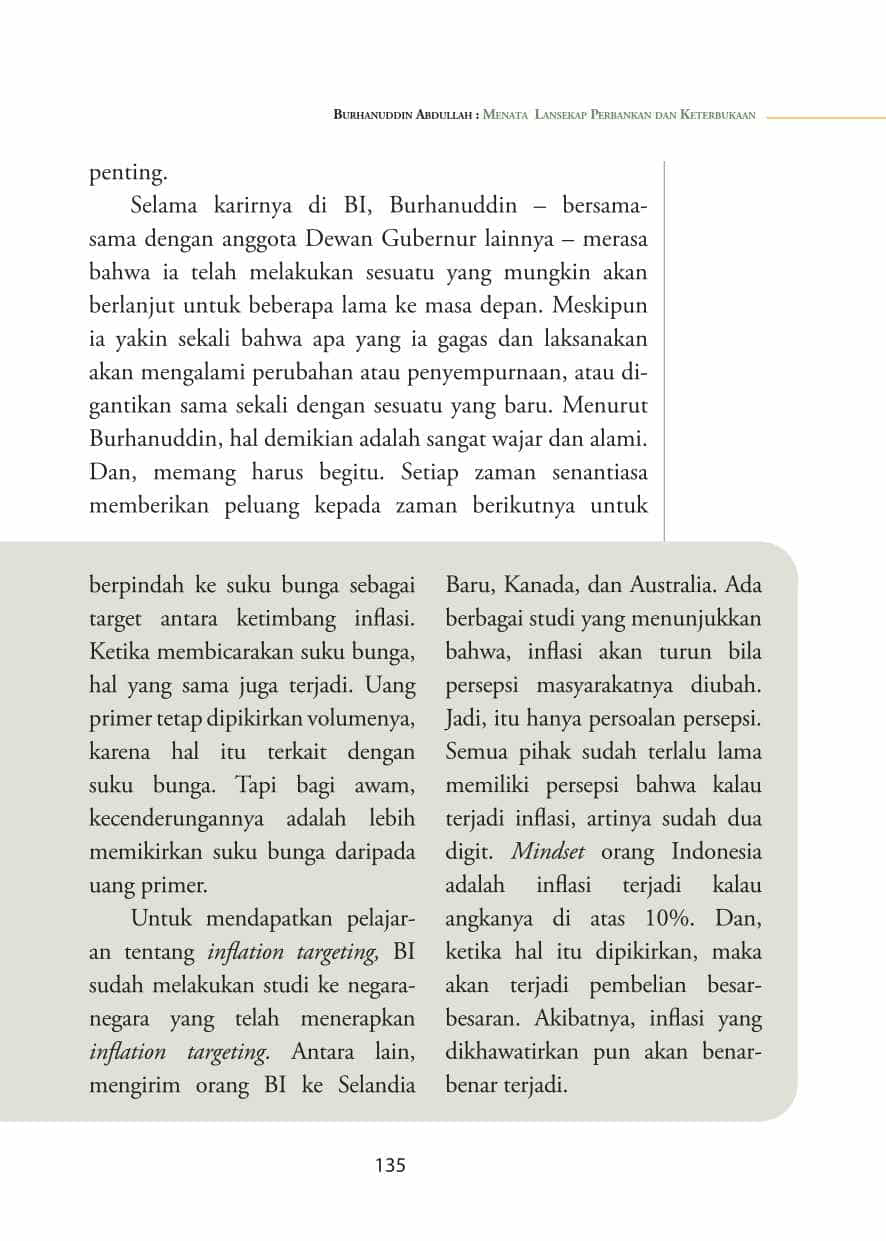 Burhanuddin Abdullah : Menata Lansekap Perbankan dan Keterbukaan
penting.
Selama karirnya di BI, Burhanuddin – bersama-
sama dengan anggota Dewan Gubernur lainnya – merasa
bahwa ia telah melakukan sesuatu yang mungkin akan
berlanjut untuk beberapa lama ke masa depan. Meskipun
ia yakin sekali bahwa apa yang ia gagas dan laksanakan
akan mengalami perubahan atau penyempurnaan, atau di-
gantikan sama sekali dengan sesuatu yang baru. Menurut
Burhanuddin, hal demikian adalah sangat wajar dan alami.
Dan, memang harus begitu. Setiap zaman senantiasa
memberikan peluang kepada zaman berikutnya untuk
berpindah ke suku bunga sebagai
target antara ketimbang inflasi.
Ketika membicarakan suku bunga,
hal yang sama juga terjadi. Uang
primer tetap dipikirkan volumenya,
karena hal itu terkait dengan
suku bunga. Tapi bagi awam,
kecenderungannya adalah lebih
memikirkan suku bunga daripada
uang primer.
Untuk mendapatkan pelajar-
an tentang inflation targeting, BI
sudah melakukan studi ke negara-
negara yang telah menerapkan
inflation targeting. Antara lain,
mengirim orang BI ke Selandia
Baru, Kanada, dan Australia. Ada
berbagai studi yang menunjukkan
bahwa, inflasi akan turun bila
persepsi masyarakatnya diubah.
Jadi, itu hanya persoalan persepsi.
Semua pihak sudah terlalu lama
memiliki persepsi bahwa kalau
terjadi inflasi, artinya sudah dua
digit. Mindset orang Indonesia
adalah inflasi terjadi kalau
angkanya di atas 10%. Dan,
ketika hal itu dipikirkan, maka
akan terjadi pembelian besar-
besaran. Akibatnya, inflasi yang
dikhawatirkan pun akan benar-
benar terjadi.
135